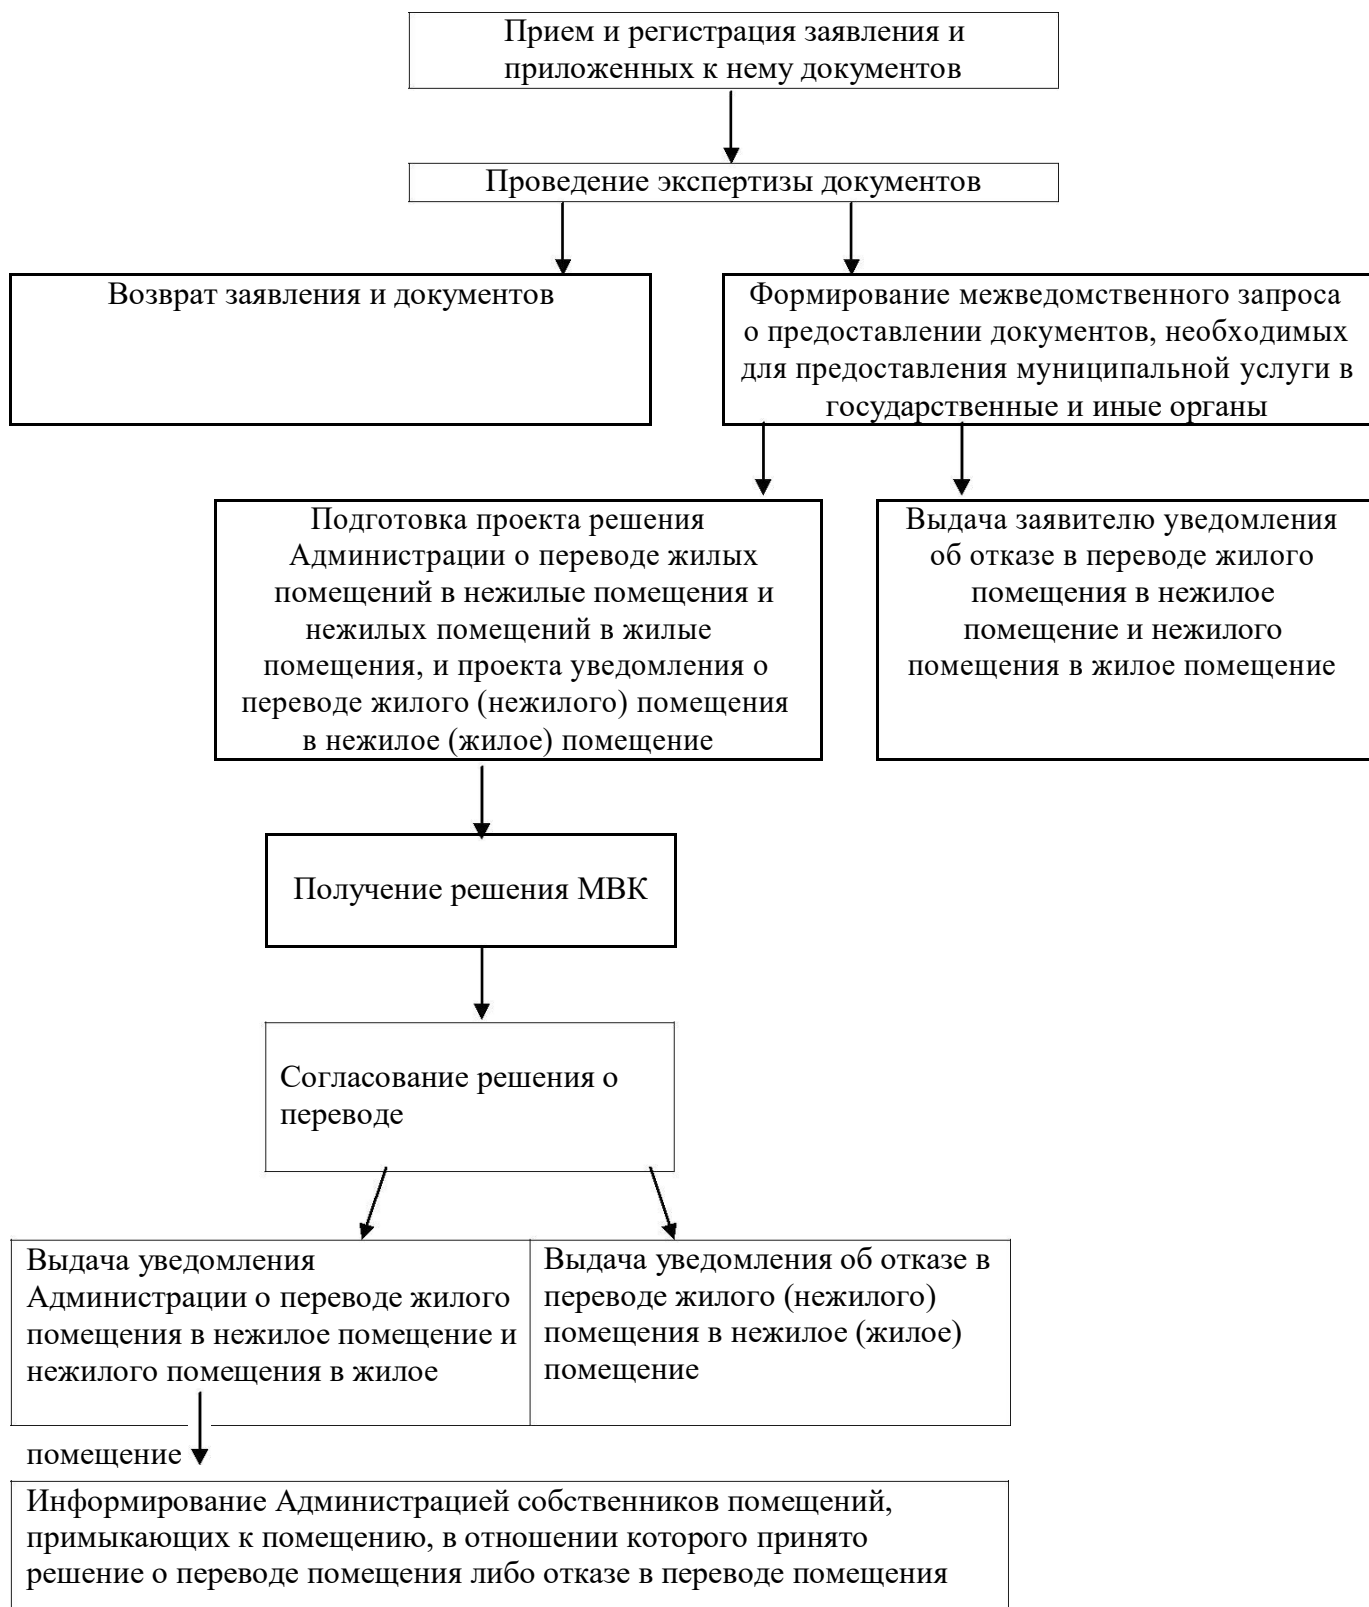 Прием и регистрация заявления и
приложенных к нему документов
Проведение экспертизы документов
Возврат заявления и документов
Формирование межведомственного запроса
о предоставлении документов, необходимых
для предоставления муниципальной услуги в
государственные и иные органы
Подготовка проекта решения
Администрации о переводе жилых
помещений в нежилые помещения и
нежилых помещений в жилые
помещения, и проекта уведомления о
переводе жилого (нежилого) помещения
в нежилое (жилое) помещение
Выдача заявителю уведомления
об отказе в переводе жилого
помещения в нежилое
помещение и нежилого
помещения в жилое помещение
Получение решения МВК
Согласование решения о
переводе
Выдача уведомления
Администрации о переводе жилого
помещения в нежилое помещение и
нежилого помещения в жилое
помещение
Выдача уведомления об отказе в
переводе жилого (нежилого)
помещения в нежилое (жилое)
помещение
Информирование Администрацией собственников помещений,
примыкающих к помещению, в отношении которого принято
решение о переводе помещения либо отказе в переводе помещения